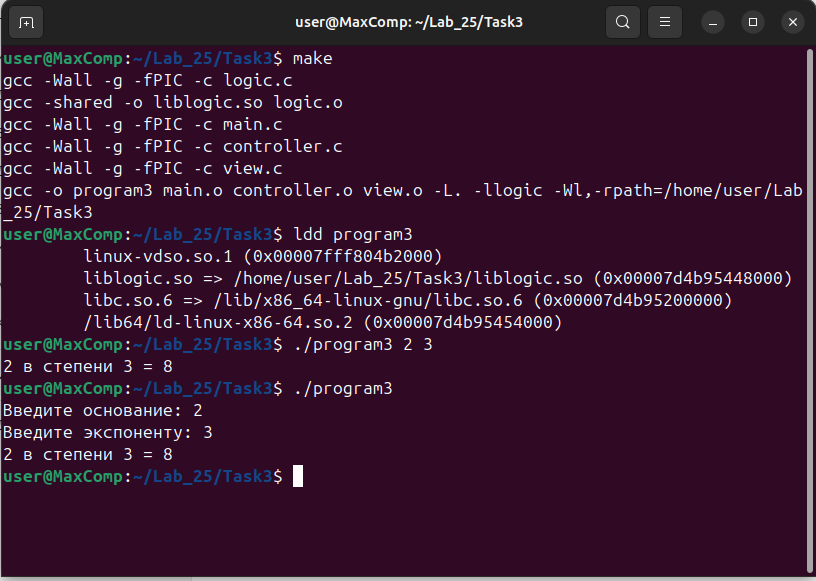 user@MaxComp: ~/Lab_25/Task3
user@MaxComp:~/Lab_25/Task3$ make
gcc -Wall -g -fPIC -c logic.c
gcc -shared -o liblogic.so logic.o
gcc -Wall -g -fPIC -c main.c
gcc -Wall -g -fPIC -c controller.c
gcc -Wall -g -fPIC -c view.c
gcc -o program3 main.o controller.o view.o -L. -llogic -Wl,-rpath=/home/user/Lab
_25/Task3
user@MaxComp:~/Lab_25/Task3$ ldd program3
linux-vdso.so.1 (0x00007fff804b2000)
liblogic.so => /home/user/Lab_25/Task3/liblogic.so (0x00007d4b95448000)
libc.so.6 => /lib/x86_64-linux-gnu/libc.so.6 (0x00007d4b95200000)
/lib64/ld-linux-x86-64.so.2 (0x00007d4b95454000)
user@MaxComp:~/Lab_25/Task3$ ./program3 2 3
2 в степени 3 = 8
user@MaxComp:~/Lab_25/Task3$ ./program3
Введите основание: 2
Введите экспоненту: 3
2 в степени 3 = 8
user@MaxComp:~/Lab_25/Task3$